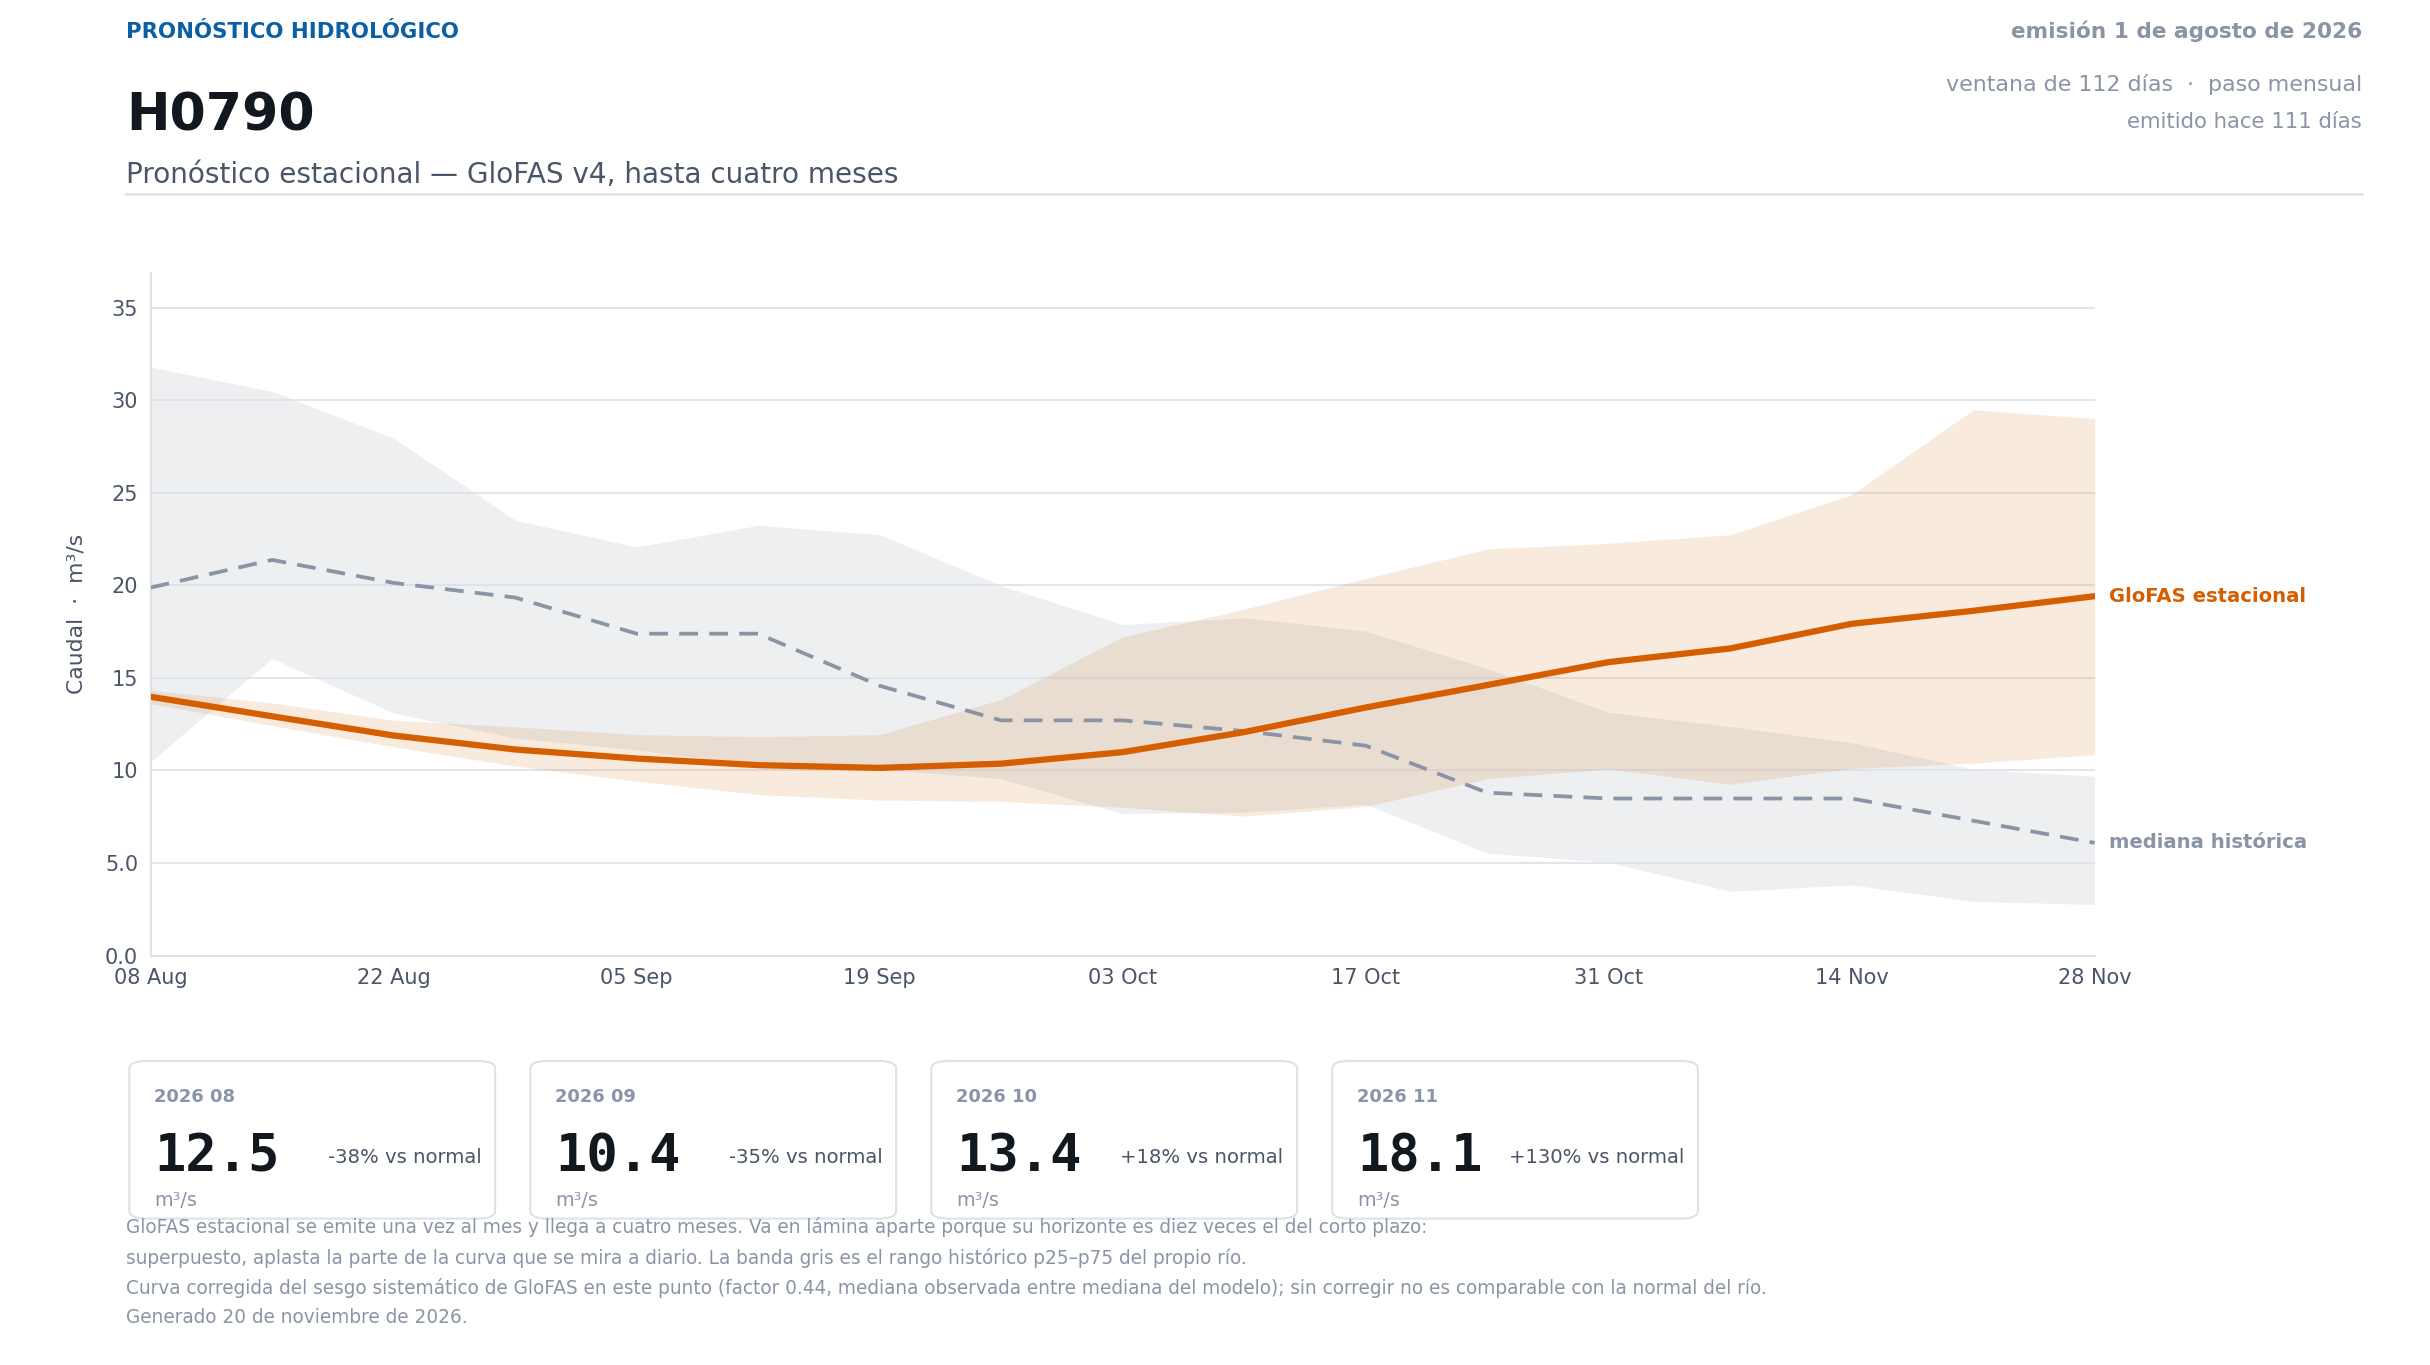 PRONÓSTICO HIDROLÓGICO
emisión 1 de agosto de 2026
ventana de 112 días · paso mensual
H0790
emitido hace 111 días
Pronóstico estacional — GloFAS v4, hasta cuatro meses
35
30
25
20
15
10
5.0
0.0
Caudal · m³/s
GloFAS estacional
mediana histórica
08 Aug 22 Aug 05 Sep 19 Sep 03 Oct 17 Oct 31 Oct 14 Nov 28 Nov
2026 08
12.5 -38% vs normal
m³/s
2026 09
10.4 -35% vs normal
m³/s
2026 10
13.4 +18% vs normal
m³/s
2026 11
18.1 +130% vs normal
m³/s
GloFAS estacional se emite una vez al mes y llega a cuatro meses. Va en lámina aparte porque su horizonte es diez veces el del corto plazo:
superpuesto, aplasta la parte de la curva que se mira a diario. La banda gris es el rango histórico p25–p75 del propio río.
Curva corregida del sesgo sistemático de GloFAS en este punto (factor 0.44, mediana observada entre mediana del modelo); sin corregir no es comparable con la normal del río.
Generado 20 de noviembre de 2026.